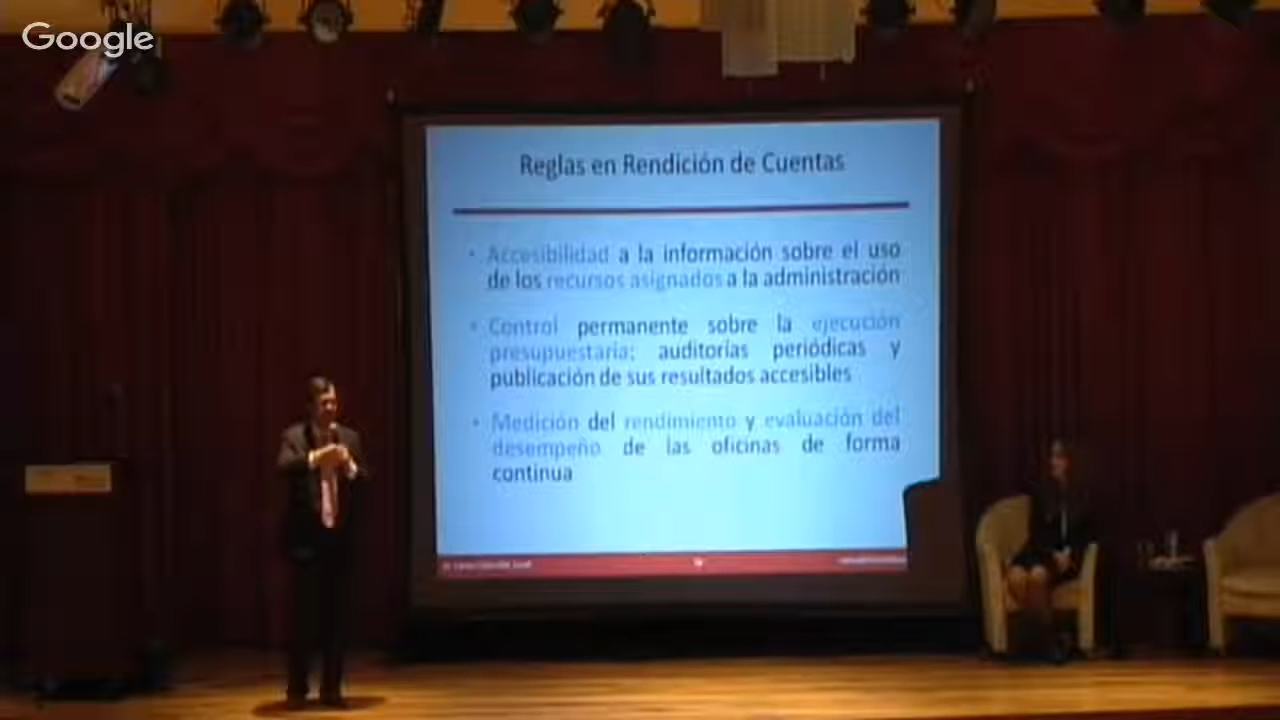 Google
Reglas en Rendición de Cuentas
• Accesibilidad a la información sobre el uso
de los recursos asignados a la administración
• Control permanente sobre la ejecución
presupuestaria; auditorías periódicas y
publicación de sus resultados accesibles
• Medición del rendimiento y evaluación del
desempeño de las oficinas de forma
continua